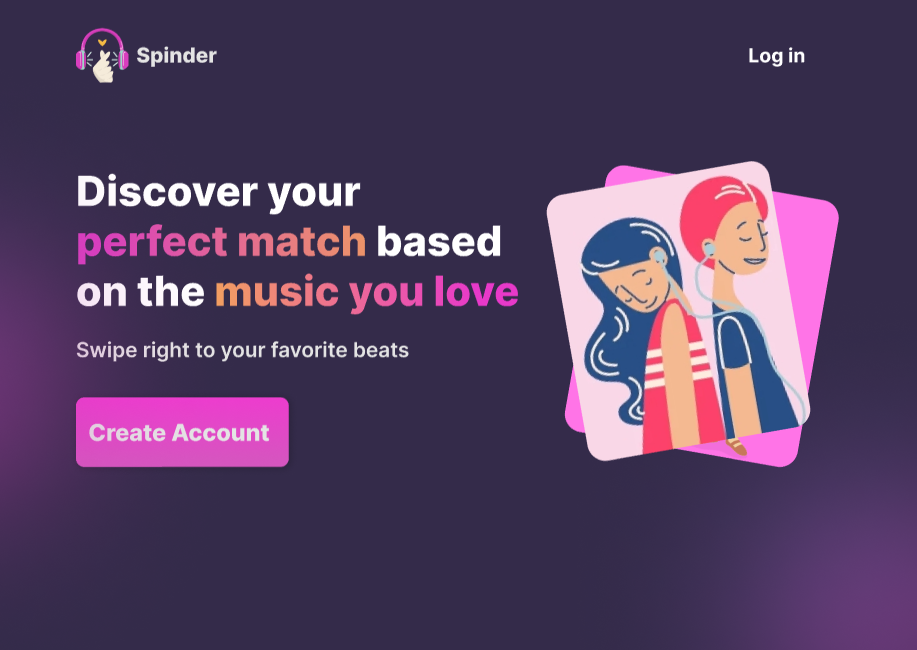 Spinder
Log in
Discover your
perfect match based
on the music you love
Swipe right to your favorite beats
Create Account